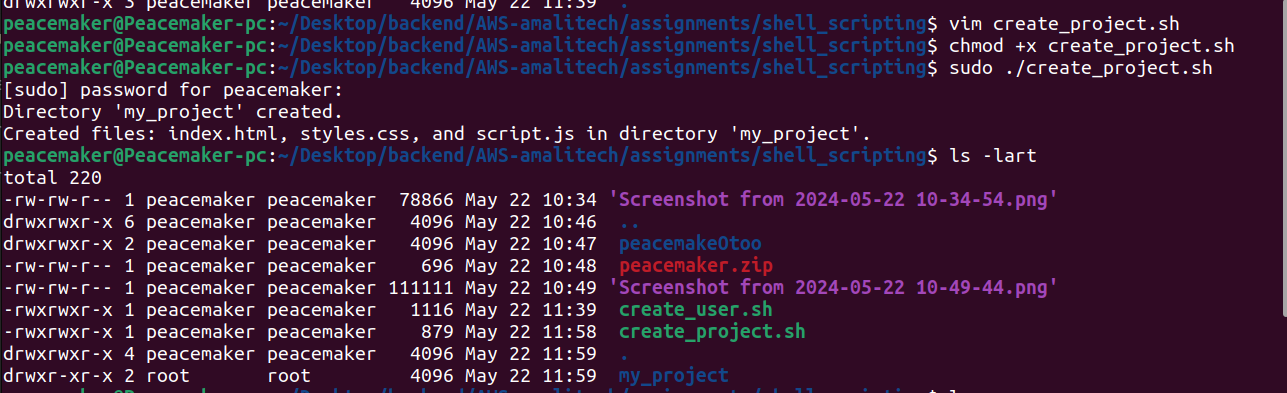 drwxrwxr-x 3 peacemaker peacemaker   4096 May 22 11:39  .
peacemaker@Peacemaker-pc:~/Desktop/backend/AWS-amalitech/assignments/shell_scripting$ vim create_project.sh
peacemaker@Peacemaker-pc:~/Desktop/backend/AWS-amalitech/assignments/shell_scripting$ chmod +x create_project.sh
peacemaker@Peacemaker-pc:~/Desktop/backend/AWS-amalitech/assignments/shell_scripting$ sudo ./create_project.sh
[sudo] password for peacemaker:
Directory 'my_project' created.
Created files: index.html, styles.css, and script.js in directory 'my_project'.
peacemaker@Peacemaker-pc:~/Desktop/backend/AWS-amalitech/assignments/shell_scripting$ ls -lart
total 220
-rw-rw-r-- 1 peacemaker peacemaker  78866 May 22 10:34 'Screenshot from 2024-05-22 10-34-54.png'
drwxrwxr-x 6 peacemaker peacemaker   4096 May 22 10:46  ..
drwxrwxr-x 2 peacemaker peacemaker   4096 May 22 10:47  peacemakeOtoo
-rw-rw-r-- 1 peacemaker peacemaker    696 May 22 10:48  peacemaker.zip
-rw-rw-r-- 1 peacemaker peacemaker 111111 May 22 10:49 'Screenshot from 2024-05-22 10-49-44.png'
-rwxrwxr-x 1 peacemaker peacemaker   1116 May 22 11:39  create_user.sh
-rwxrwxr-x 1 peacemaker peacemaker    879 May 22 11:58  create_project.sh
drwxrwxr-x 4 peacemaker peacemaker   4096 May 22 11:59  .
drwxr-xr-x 2 root       root         4096 May 22 11:59  my_project